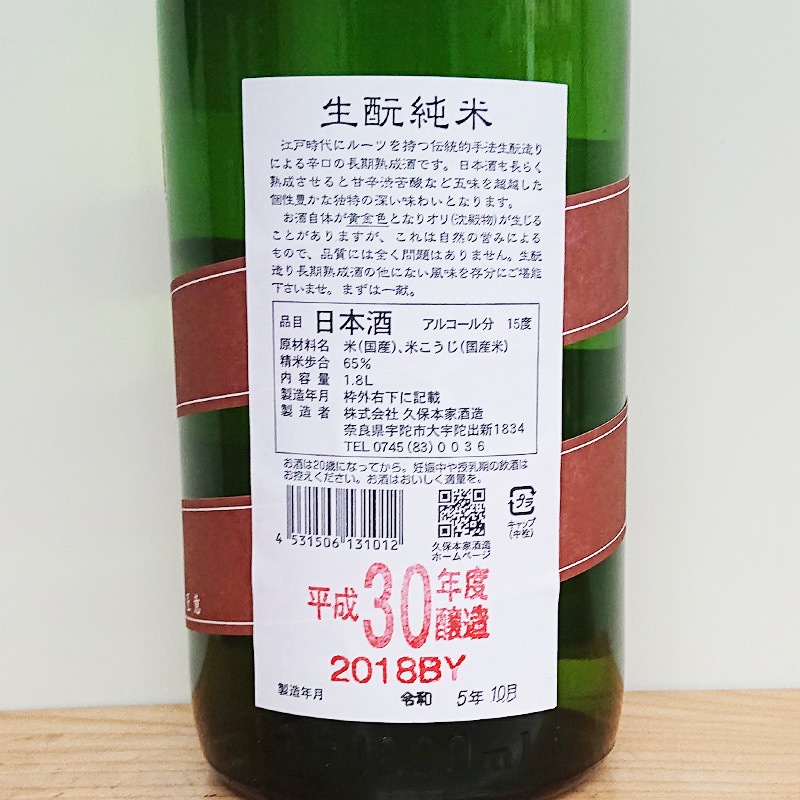 生酛純米
江戸時代にルーツを持つ伝統的手法生酛造り
による辛口の長期熟成酒です。日本酒も長らく
熟成させると甘辛渋苦酸など五味を超越した
個性豊かな独特の深い味わいとなります。
お酒自体が黄金色となりオリ(沈殿物)が生じる
ことがありますが、これは自然の営みによる
もので、品質には全く問題はありません。生酛
造り長期熟成酒の他にない風味を存分にご堪能
下さいませ。まずは一献。
品目 日本酒 アルコール分 15度
原材料名 米(国産)、米こうじ(国産米)
精米歩合 65%
内容量 1.8L
製造年月 枠外右下に記載
製造者 株式会社 久保本家酒造
奈良県宇陀市大宇陀出新1834
TEL 0745 (83) 0036
お酒は20歳になってから。妊娠中や授乳期の飲酒は
お控えください。お酒はおいしく適量を。
4 531506 131012
久保本家酒造
ホームページ
プラ
キャップ
(中栓)
平成30年度
醸造
2018BY
製造年月 令和 5年 10月